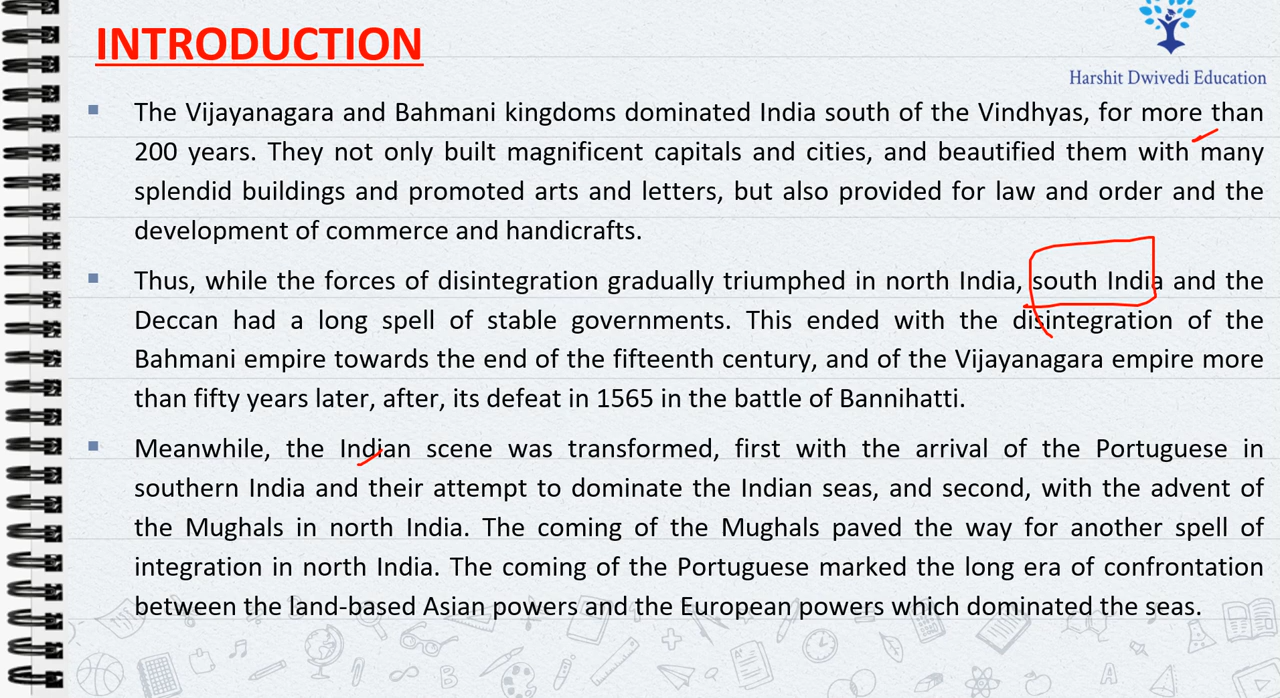 INTRODUCTION
Harshit Dwivedi Education
▪ The Vijayanagara and Bahmani kingdoms dominated India south of the Vindhyas, for more than
200 years. They not only built magnificent capitals and cities, and beautified them with many
splendid buildings and promoted arts and letters, but also provided for law and order and the
development of commerce and handicrafts.
▪ Thus, while the forces of disintegration gradually triumphed in north India, south India and the
Deccan had a long spell of stable governments. This ended with the disintegration of the
Bahmani empire towards the end of the fifteenth century, and of the Vijayanagara empire more
than fifty years later, after, its defeat in 1565 in the battle of Bannihatti.
▪ Meanwhile, the Indian scene was transformed, first with the arrival of the Portuguese in
southern India and their attempt to dominate the Indian seas, and second, with the advent of
the Mughals in north India. The coming of the Mughals paved the way for another spell of
integration in north India. The coming of the Portuguese marked the long era of confrontation
between the land-based Asian powers and the European powers which dominated the seas.